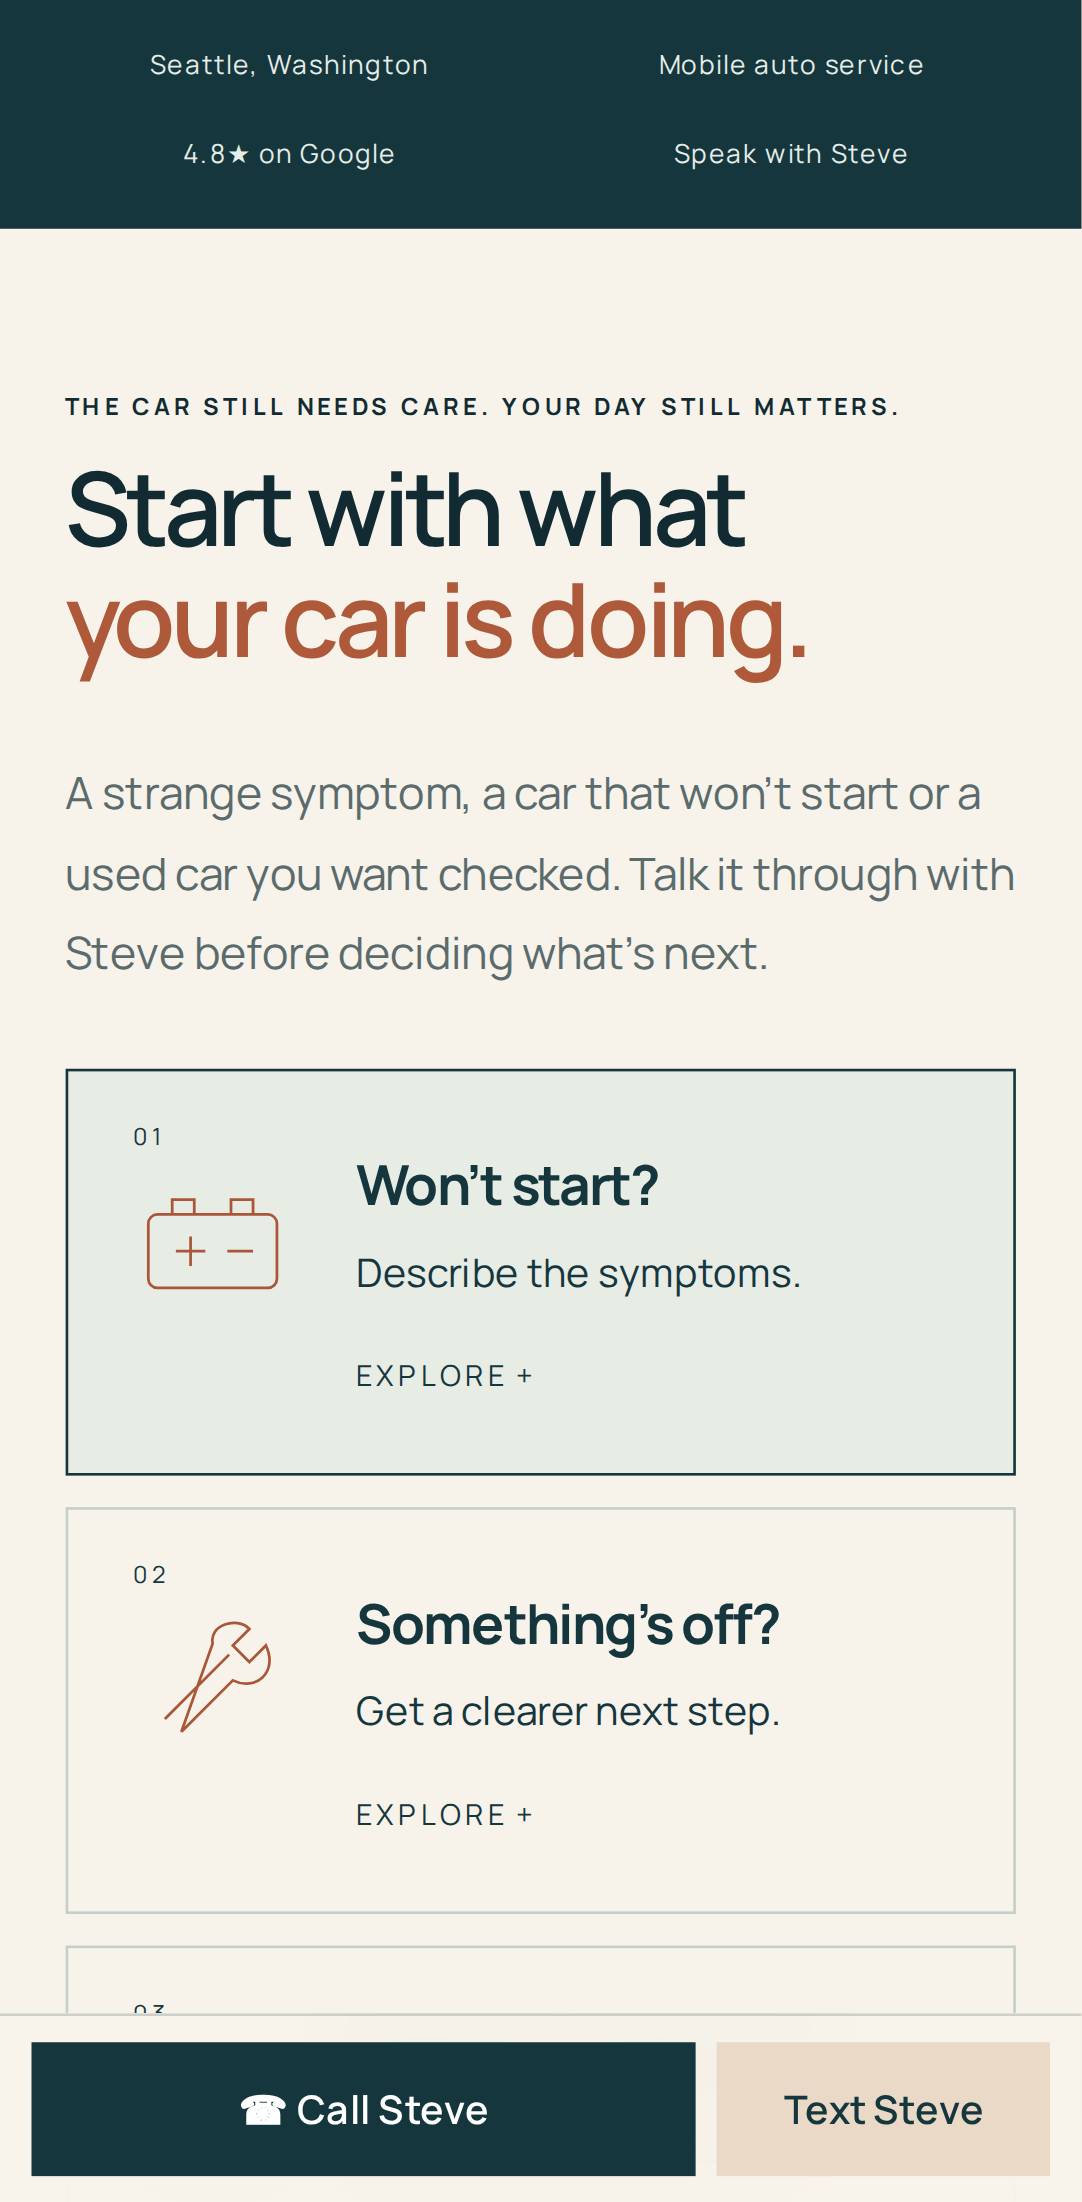 Seattle, Washington
Mobile auto service
4.8★ on Google
Speak with Steve
THE CAR STILL NEEDS CARE. YOUR DAY STILL MATTERS.
Start with what
your car is doing.
A strange symptom, a car that won’t start or a
used car you want checked. Talk it through with
Steve before deciding what’s next.
01
Won’t start?
Describe the symptoms.
EXPLORE +
02
Something’s off?
Get a clearer next step.
EXPLORE +
03
☎ Call Steve
Text Steve